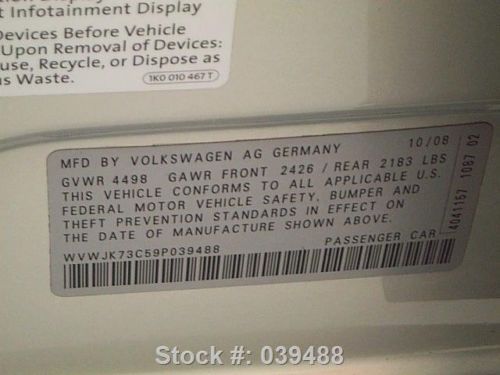 t Infotainment Display
Devices Before Vehicle
Upon Removal of Devices:
use, Recycle, or Dispose as
us Waste.
1K0 010 467 T
MFD BY VOLKSWAGEN AG GERMANY 10/08
GVWR 4498 GAWR FRONT 2426 / REAR 2183 LBS
THIS VEHICLE CONFORMS TO ALL APPLICABLE U.S.
FEDERAL MOTOR VEHICLE SAFETY, BUMPER AND
THEFT PREVENTION STANDARDS IN EFFECT ON
THE DATE OF MANUFACTURE SHOWN ABOVE.
WVWJK73C59P039488 PASSENGER CAR
4041157 1087 02
Stock #: 039488